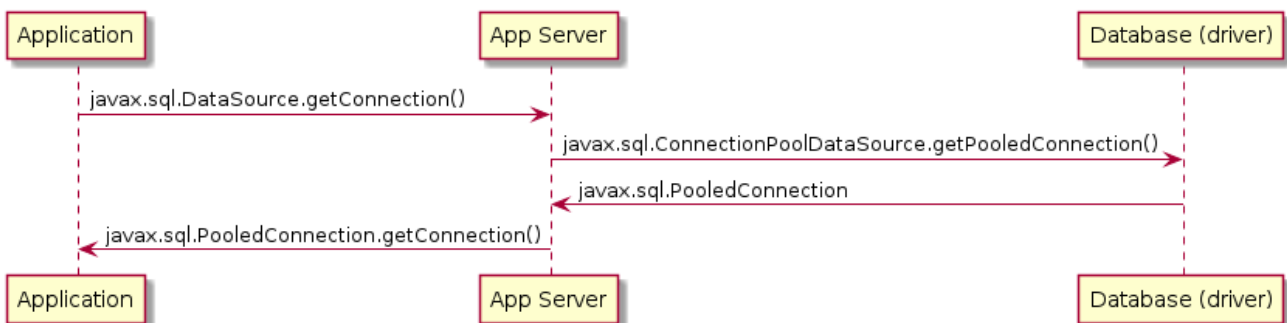 Application
App Server
Database (driver)
javax.sql.DataSource.getConnection()
javax.sql.ConnectionPoolDataSource.getPooledConnection()
javax.sql.PooledConnection
javax.sql.PooledConnection.getConnection()
Application
App Server
Database (driver)